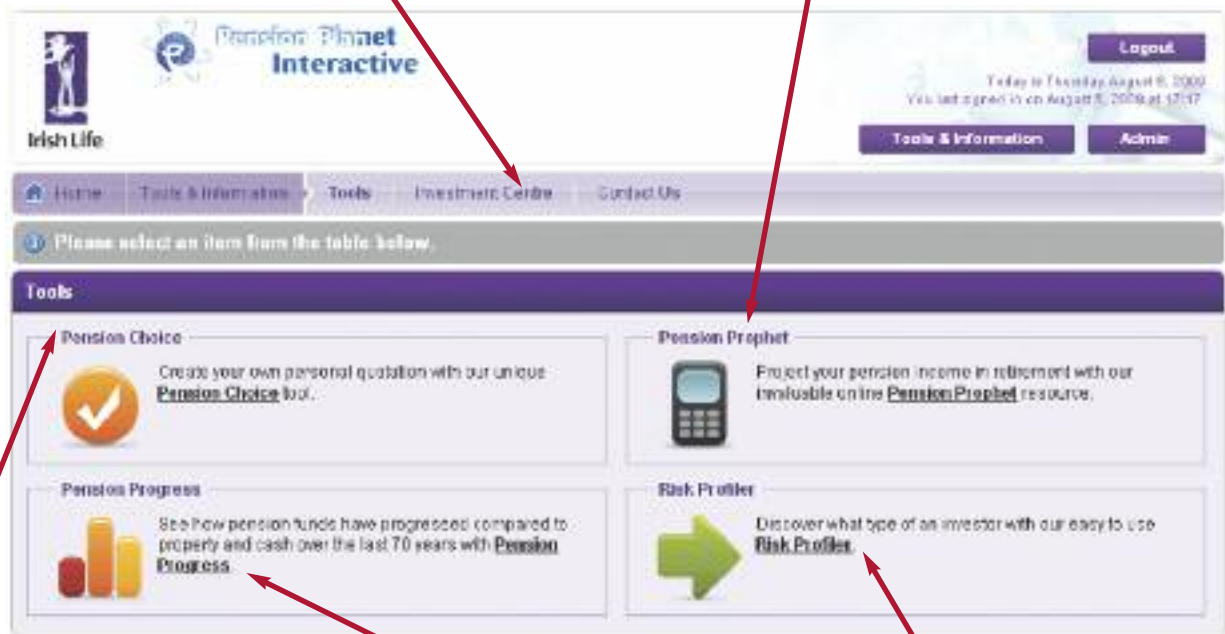 Pension Planet
Interactive
Irish Life
Logout
Today is Thursday August 6, 2009
You last signed in on August 5, 2009 at 17:17
Tools & Information
Admin
Home
Tools & Information
Tools
Investment Centre
Contact Us
Please select an item from the table below.
Tools
Pension Choice
Create your own personal quotation with our unique
Pension Choice tool.
Pension Prophet
Project your pension income in retirement with our
invaluable online Pension Prophet resource.
Pension Progress
See how pension funds have progressed compared to
property and cash over the last 70 years with Pension
Progress.
Risk Profiler
Discover what type of an investor with our easy to use
Risk Profiler.